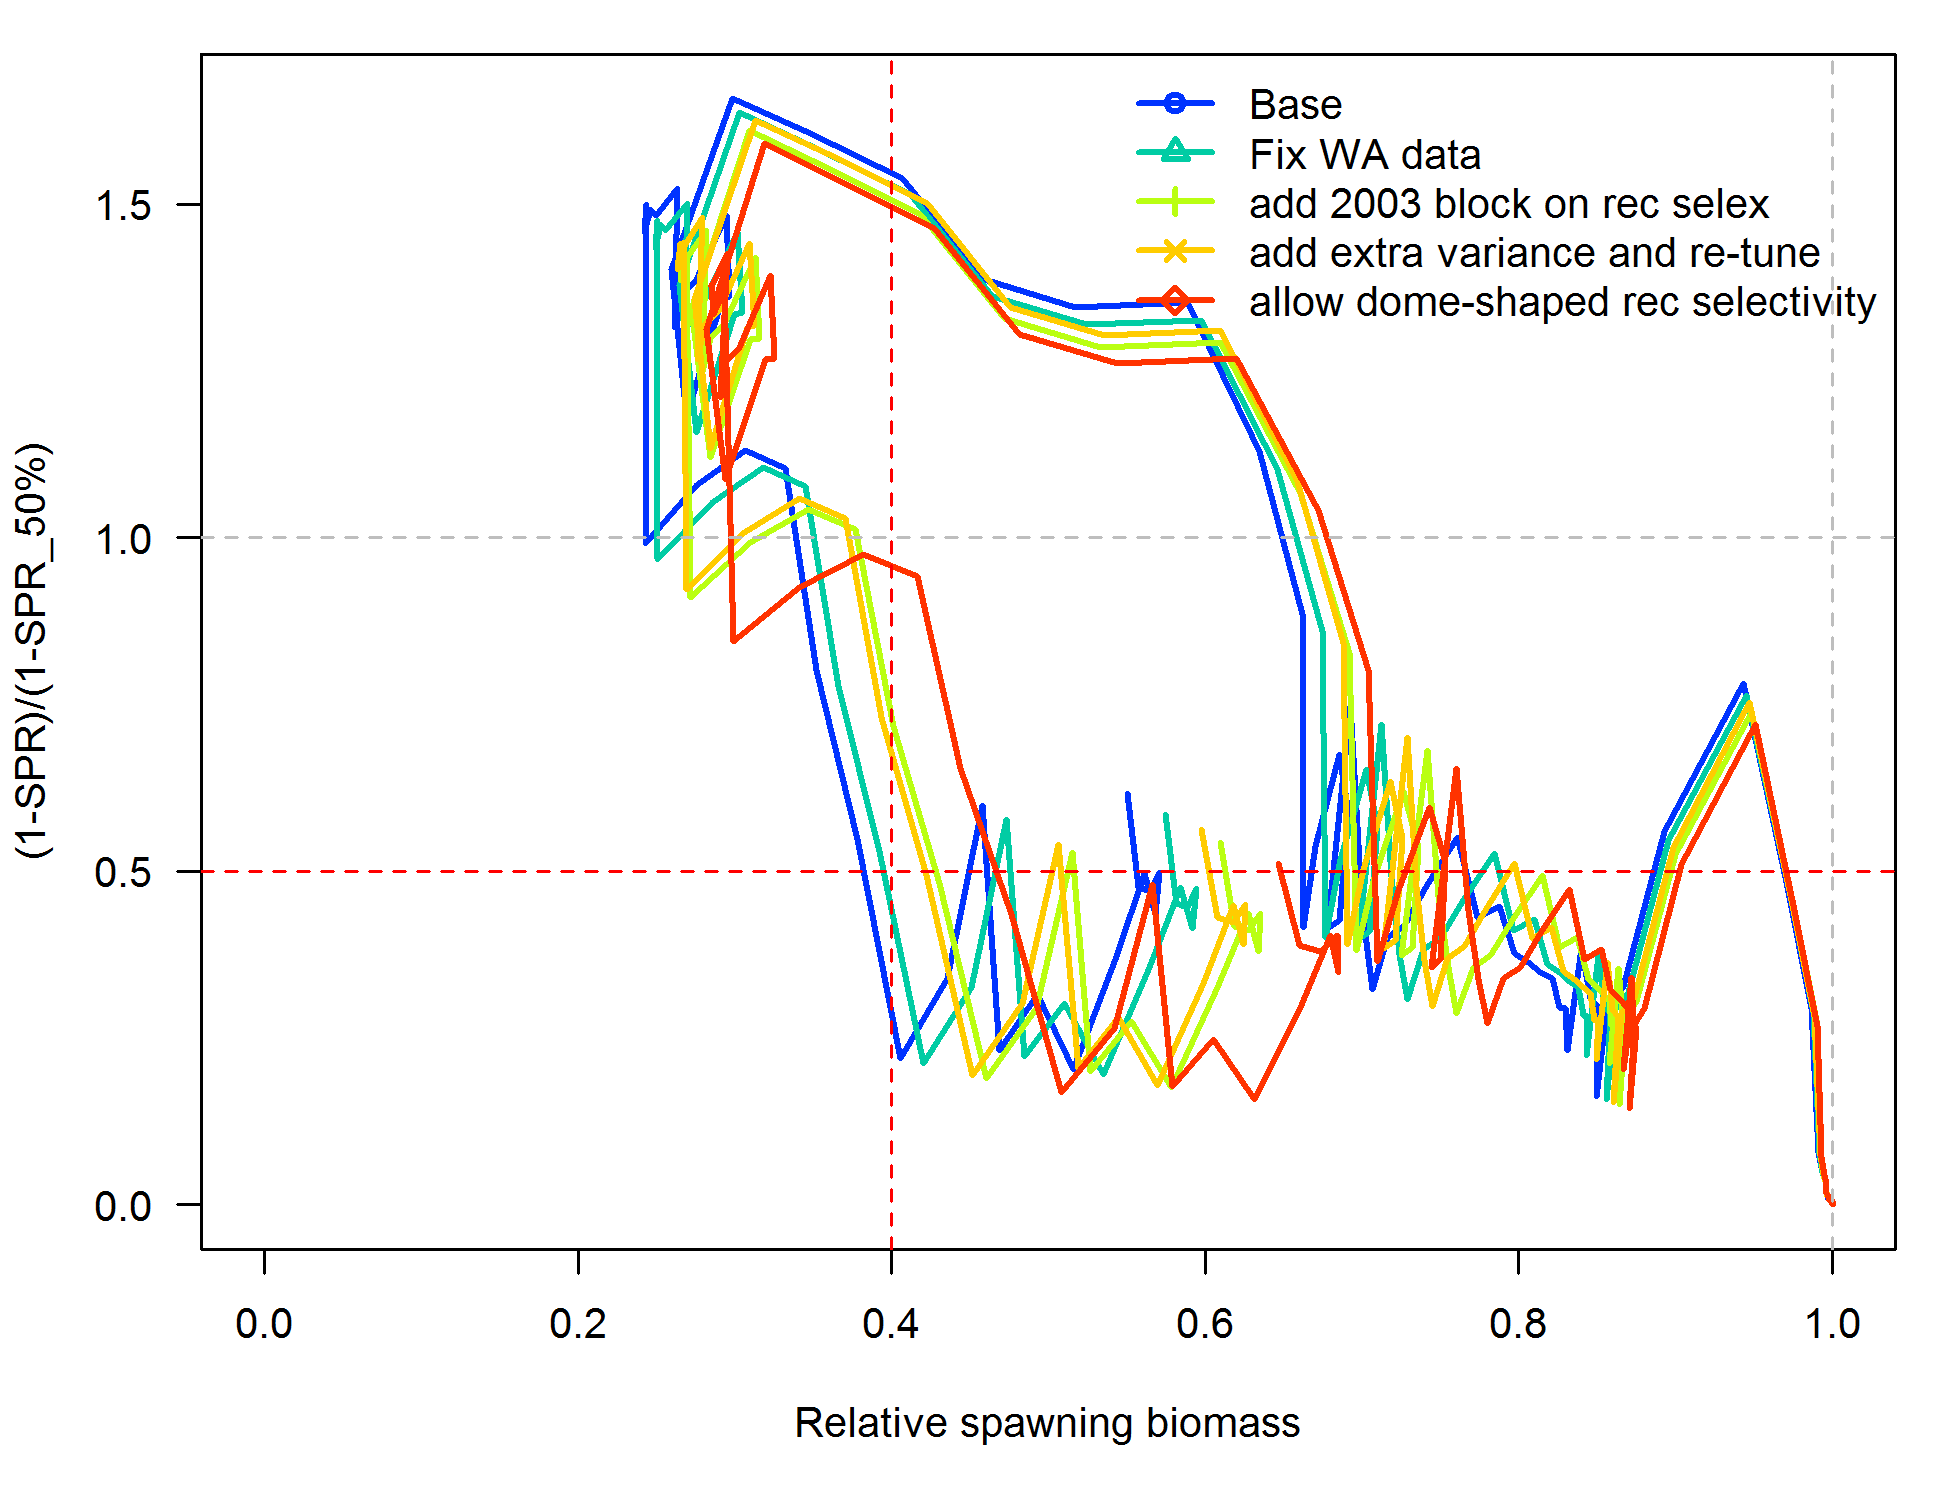 Base
Fix WA data
add 2003 block on rec selex
add extra variance and re-tune
allow dome-shaped rec selectivity
(1-SPR)/(1-SPR_50%)
1.5
1.0
0.5
0.0
0.0 0.2 0.4 0.6 0.8 1.0
Relative spawning biomass